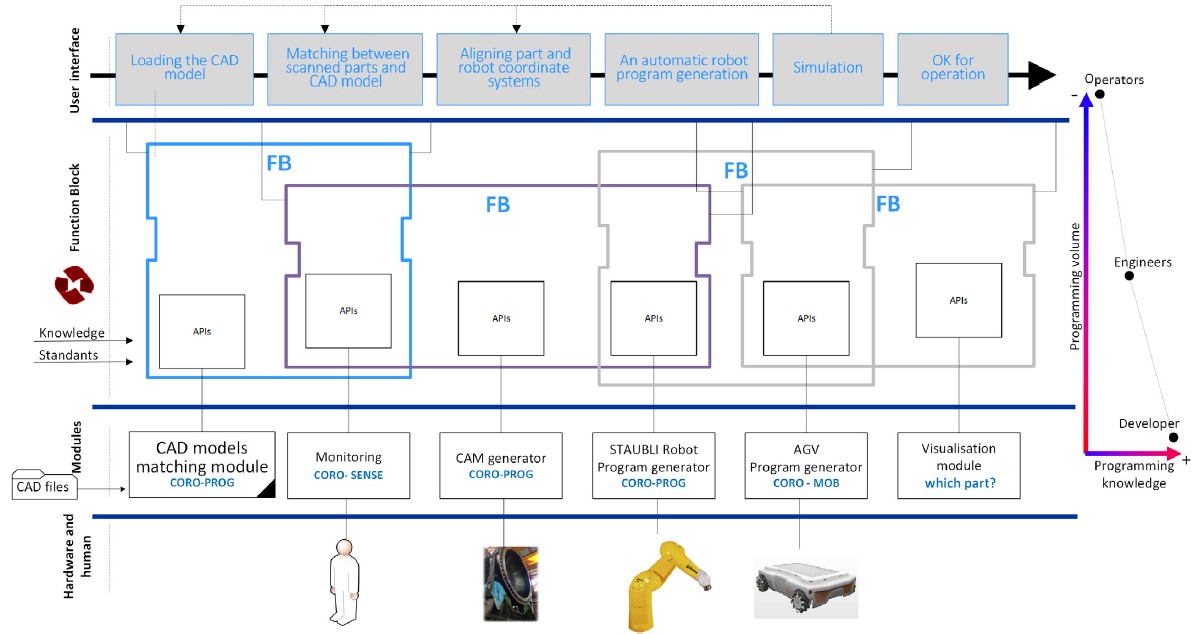 User interface
Loading the CAD
model
Matching between
scanned parts and
CAD model
Aligning part and
robot coordinate
systems
An automatic robot
program generation
Simulation
OK for
operation
Function Block
FB
FB
FB
FB
APIs
APIs
APIs
APIs
APIs
APIs
Knowledge
Standants
Modules
CAD files
CAD models
matching module
CORO-PROG
Monitoring
CORO- SENSE
CAM generator
CORO-PROG
STAUBLI Robot
Program generator
CORO-PROG
AGV
Program generator
CORO - MOB
Visualisation
module
which part?
Hardware and
human
Operators
-
Engineers
Programming volume
Developer
+
Programming
knowledge